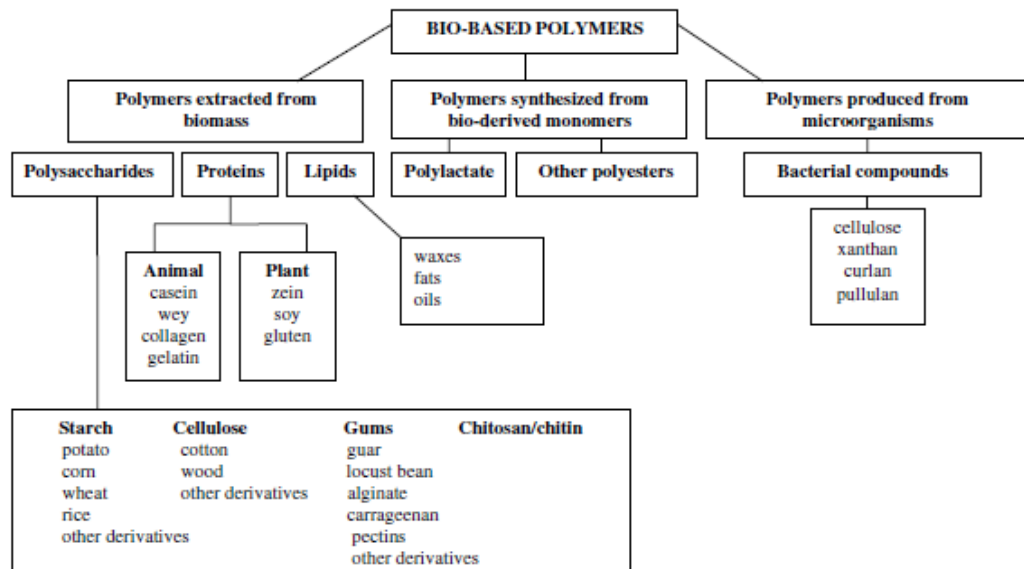 BIO-BASED POLYMERS
Polymers extracted from
biomass
Polymers synthesized from
bio-derived monomers
Polymers produced from
microorganisms
Polysaccharides
Proteins
Lipids
Polylactate
Other polyesters
Bacterial compounds
Animal
casein
wey
collagen
gelatin
Plant
zein
soy
gluten
waxes
fats
oils
cellulose
xanthan
curlan
pullulan
Starch
potato
corn
wheat
rice
other derivatives
Cellulose
cotton
wood
other derivatives
Gums
guar
locust bean
alginate
carrageenan
pectins
other derivatives
Chitosan/chitin